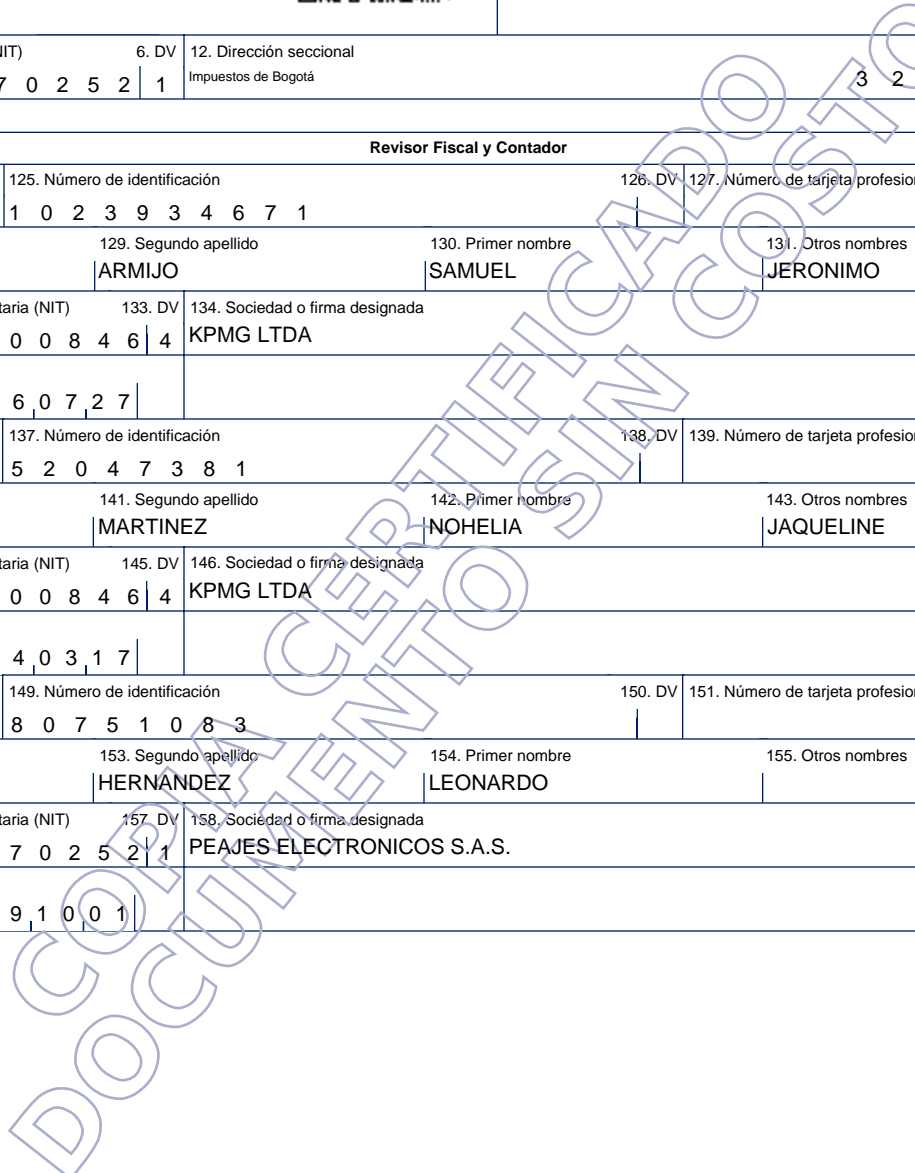 6. DV 12. Dirección seccional
7 0 2 5 2 1 Impuestos de Bogotá 3 2
Revisor Fiscal y Contador
125. Número de identificación 126. DV 127. Número de tarjeta profesion
1 0 2 3 9 3 4 6 7 1
129. Segundo apellido 130. Primer nombre 131. Otros nombres
ARMIJO SAMUEL JERONIMO
taria (NIT) 133. DV 134. Sociedad o firma designada
0 0 8 4 6 4 KPMG LTDA
6 0 7 2 7
137. Número de identificación 138. DV 139. Número de tarjeta profesion
5 2 0 4 7 3 8 1
141. Segundo apellido 142. Primer nombre 143. Otros nombres
MARTINEZ NOHELIA JAQUELINE
taria (NIT) 145. DV 146. Sociedad o firma designada
0 0 8 4 6 4 KPMG LTDA
4 0 3 1 7
149. Número de identificación 150. DV 151. Número de tarjeta profesion
8 0 7 5 1 0 8 3
153. Segundo apellido 154. Primer nombre 155. Otros nombres
HERNANDEZ LEONARDO
taria (NIT) 157. DV 158. Sociedad o firma designada
7 0 2 5 2 1 PEAJES ELECTRONICOS S.A.S.
9 1 0 0 1
COPIA CERTIFICADO
DOCUMENTO SIN COSTO